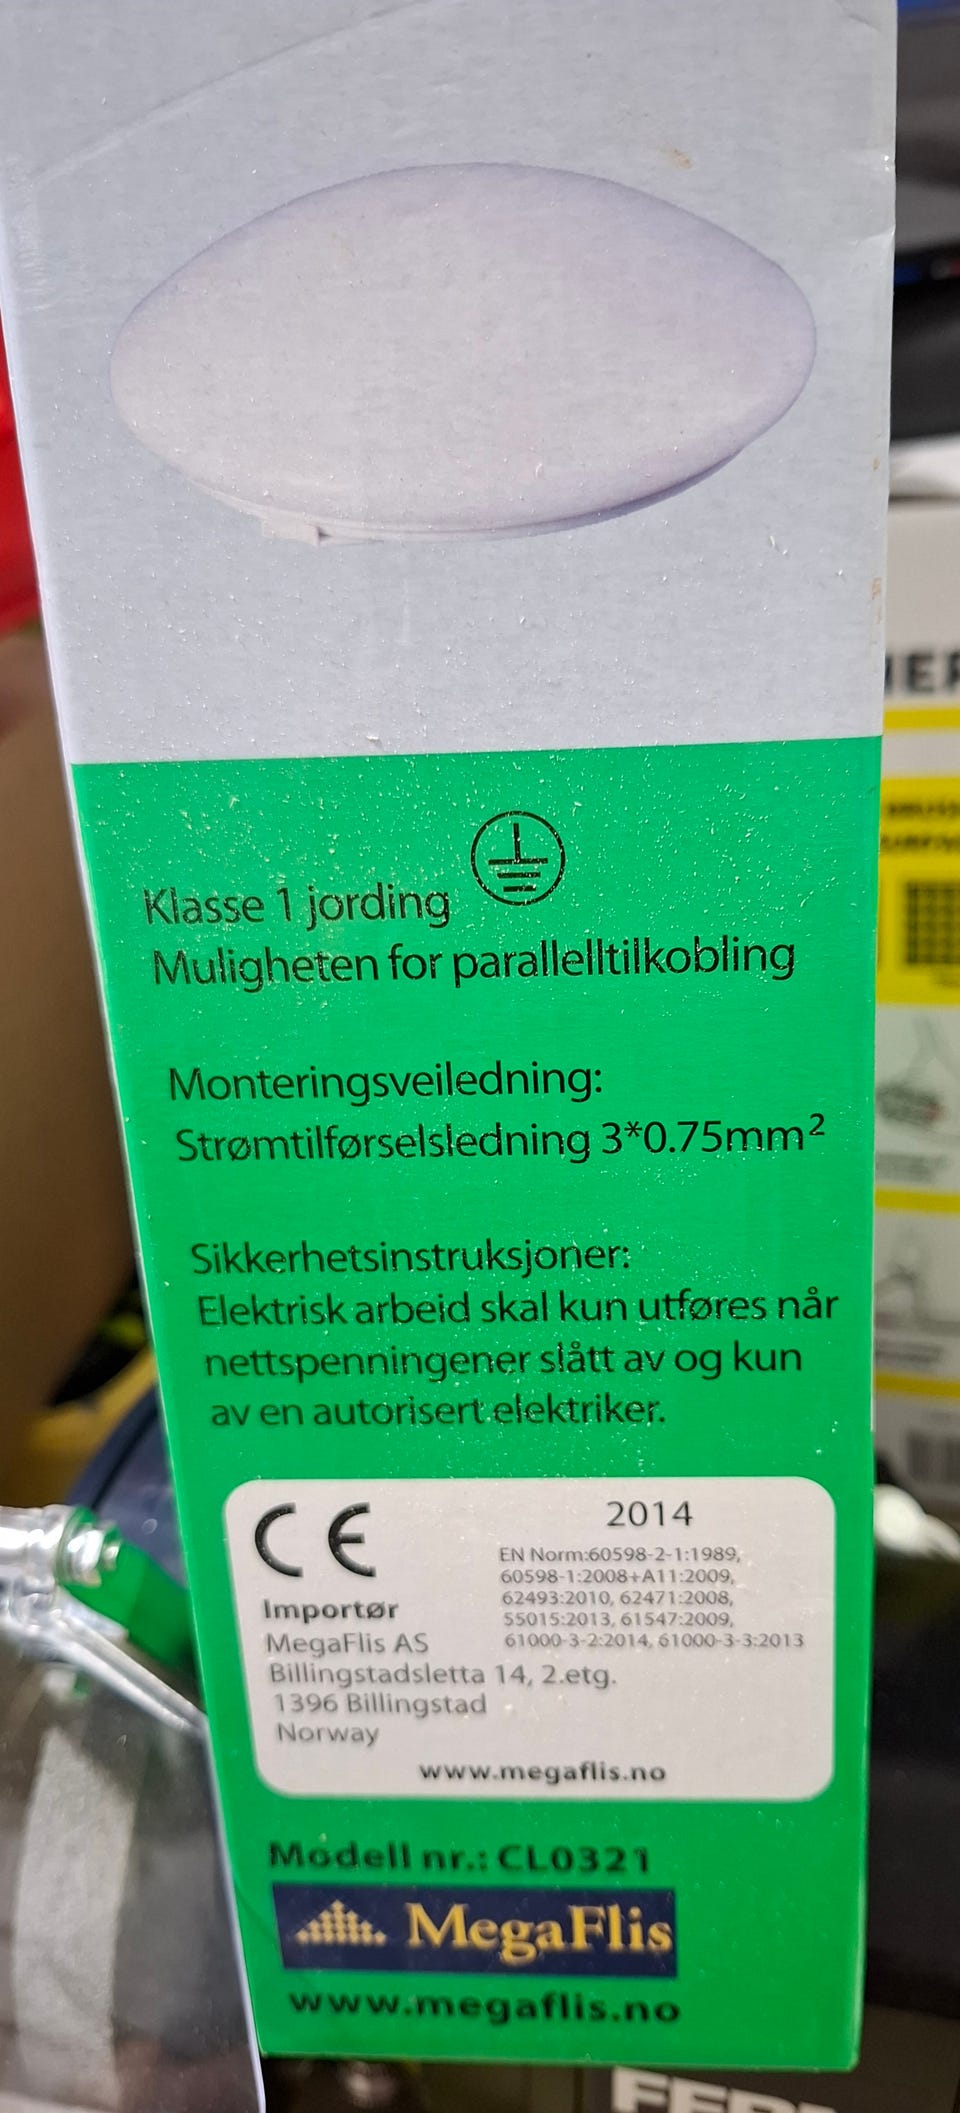 Klasse 1 jording
Muligheten for parallelltilkobling
Monteringsveiledning:
Strømtilførselsledning 3*0.75mm²
Sikkerhetsinstruksjoner:
Elektrisk arbeid skal kun utføres når
nettspenningener slått av og kun
av en autorisert elektriker.
CE
2014
EN Norm:60598-2-1:1989,
60598-1:2008+A11:2009,
62493:2010, 62471:2008,
55015:2013, 61547:2009,
61000-3-2:2014, 61000-3-3:2013
Importør
MegaFlis AS
Billingstadsletta 14, 2.etg.
1396 Billingstad
Norway
www.megaflis.no
Modell nr.: CL0321
MegaFlis
www.megaflis.no